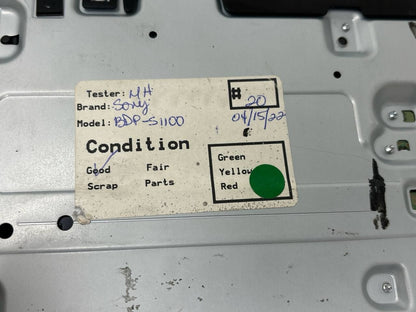 Tester: MH
Brand: Sony
Model: BDP-S1100
# 20
04/15/22
Condition
Good Fair
Scrap Parts
Green
Yellow
Red